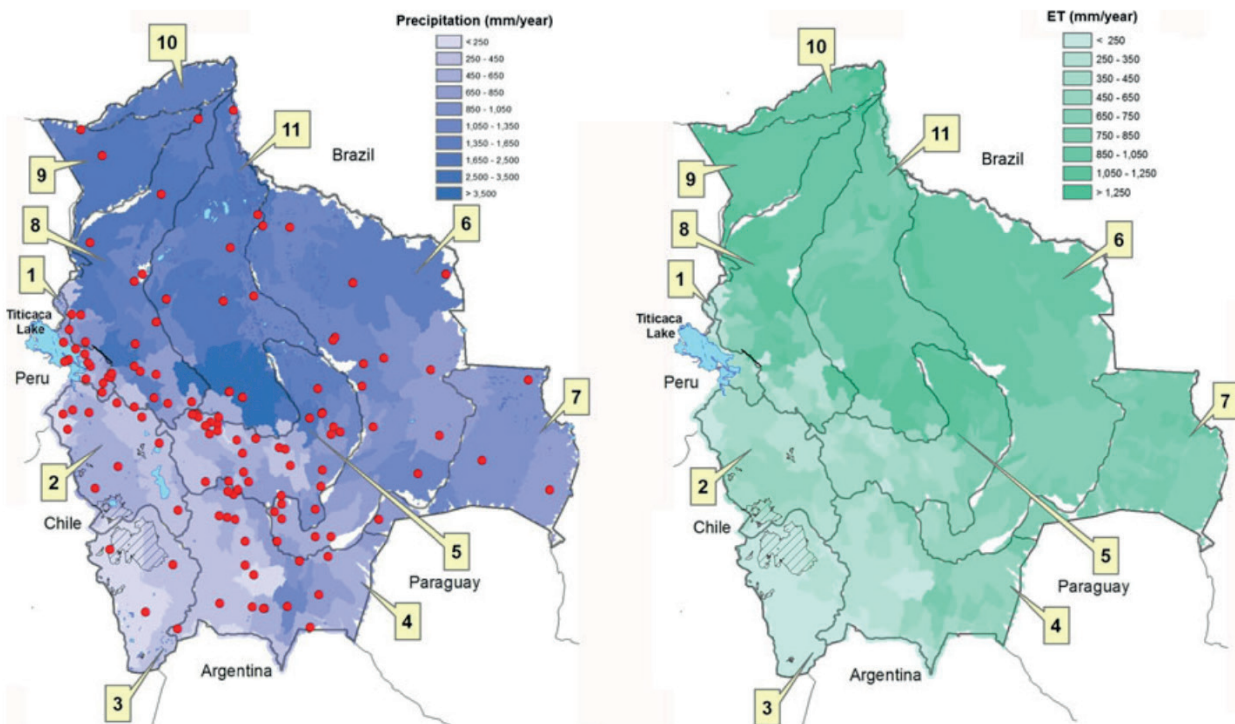 Precipitation (mm/year)
< 250
250 - 450
450 - 650
650 - 850
850 - 1,050
1,050 - 1,350
1,350 - 1,650
1,650 - 2,500
2,500 - 3,500
> 3,500
10
11
Brazil
9
8
6
1
Titicaca
Lake
Peru
7
2
Chile
5
Paraguay
4
Argentina
3
ET (mm/year)
< 250
250 - 350
350 - 450
450 - 650
650 - 750
750 - 850
850 - 1,050
1,050 - 1,250
> 1,250
10
11
Brazil
9
8
6
1
Titicaca
Lake
Peru
7
2
Chile
5
Paraguay
4
Argentina
3